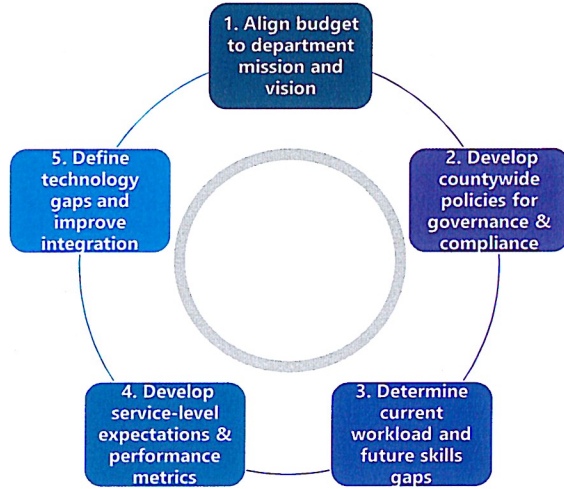 1. Align budget
to department
mission and
vision
2. Develop
countywide
policies for
governance &
compliance
3. Determine
current
workload and
future skills
gaps
4. Develop
service-level
expectations &
performance
metrics
5. Define
technology
gaps and
improve
integration